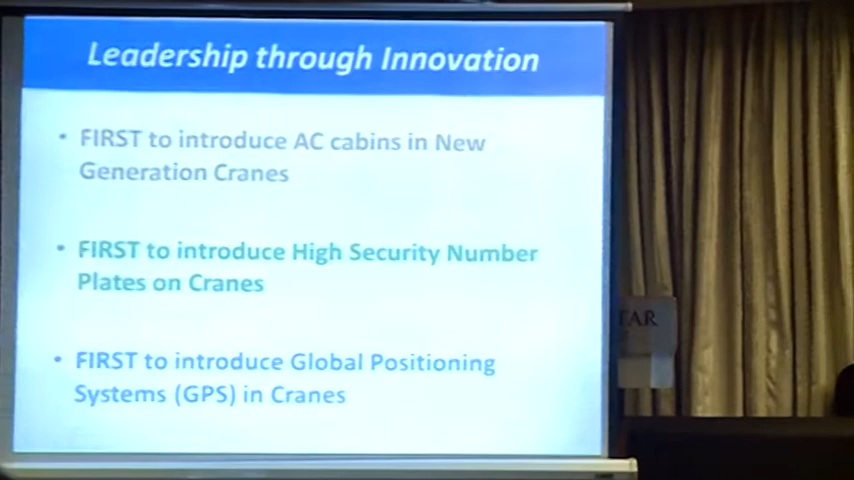 Leadership through Innovation
• FIRST to introduce AC cabins in New
Generation Cranes
• FIRST to introduce High Security Number
Plates on Cranes
• FIRST to introduce Global Positioning
Systems (GPS) in Cranes
TAR